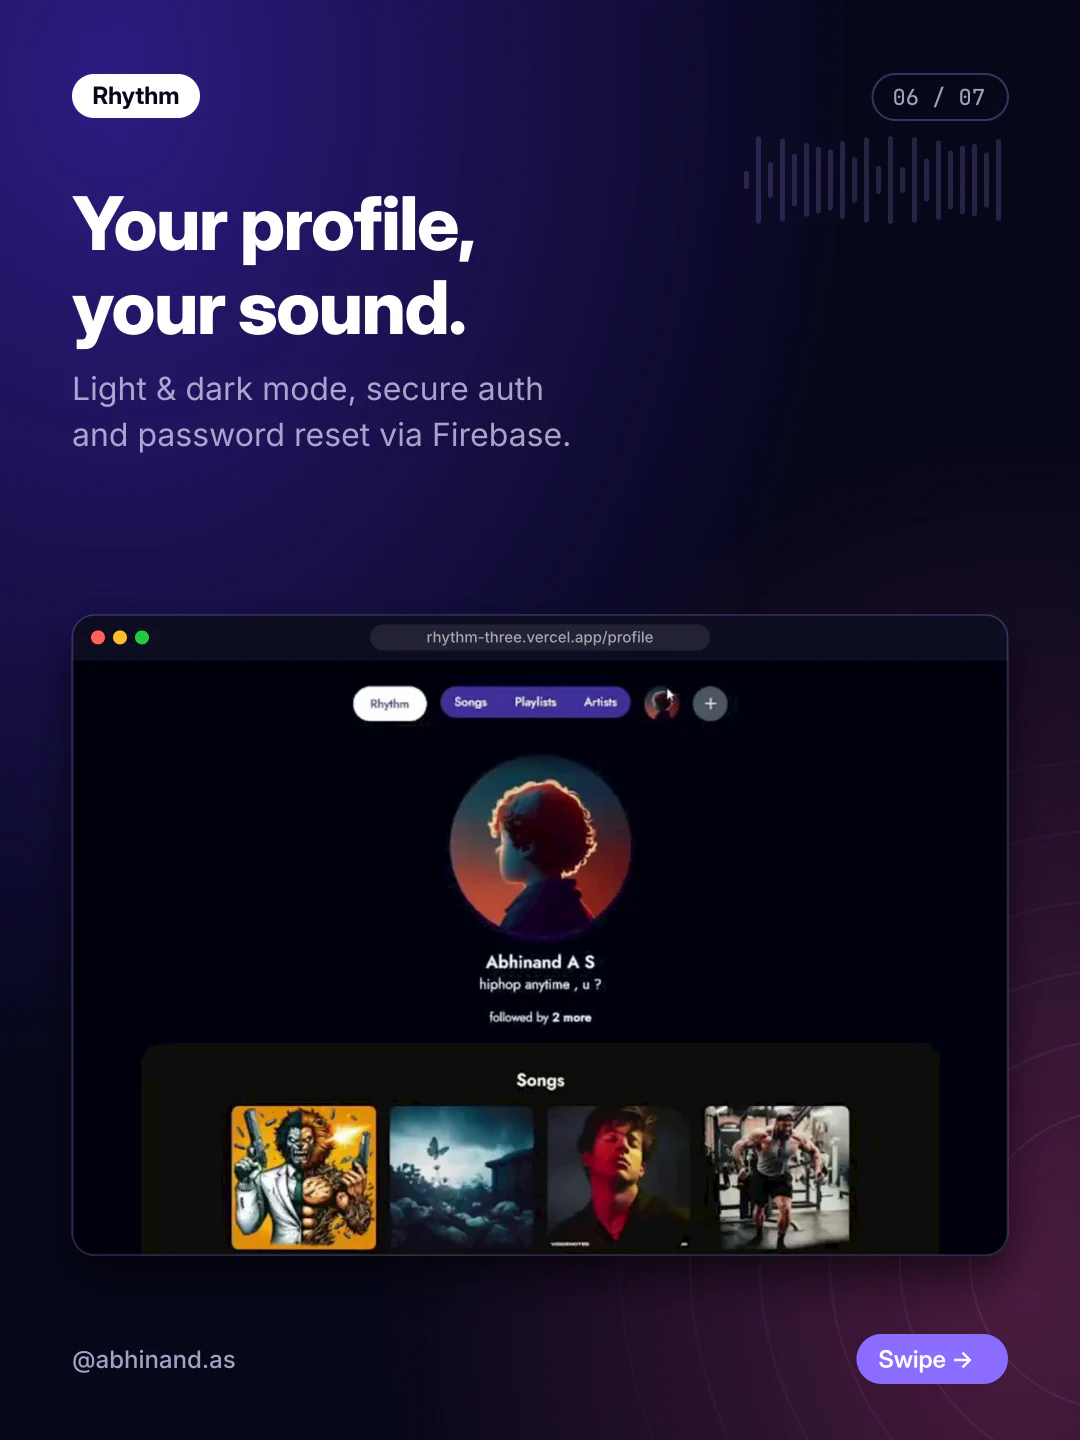 Rhythm
06 / 07
Your profile,
your sound.
Light & dark mode, secure auth
and password reset via Firebase.
rhythm-three.vercel.app/profile
Rhythm
Songs Playlists Artists
+
Abhinand A S
hiphop anytime , u ?
followed by 2 more
Songs
VOICENOTES
@abhinand.as
Swipe →